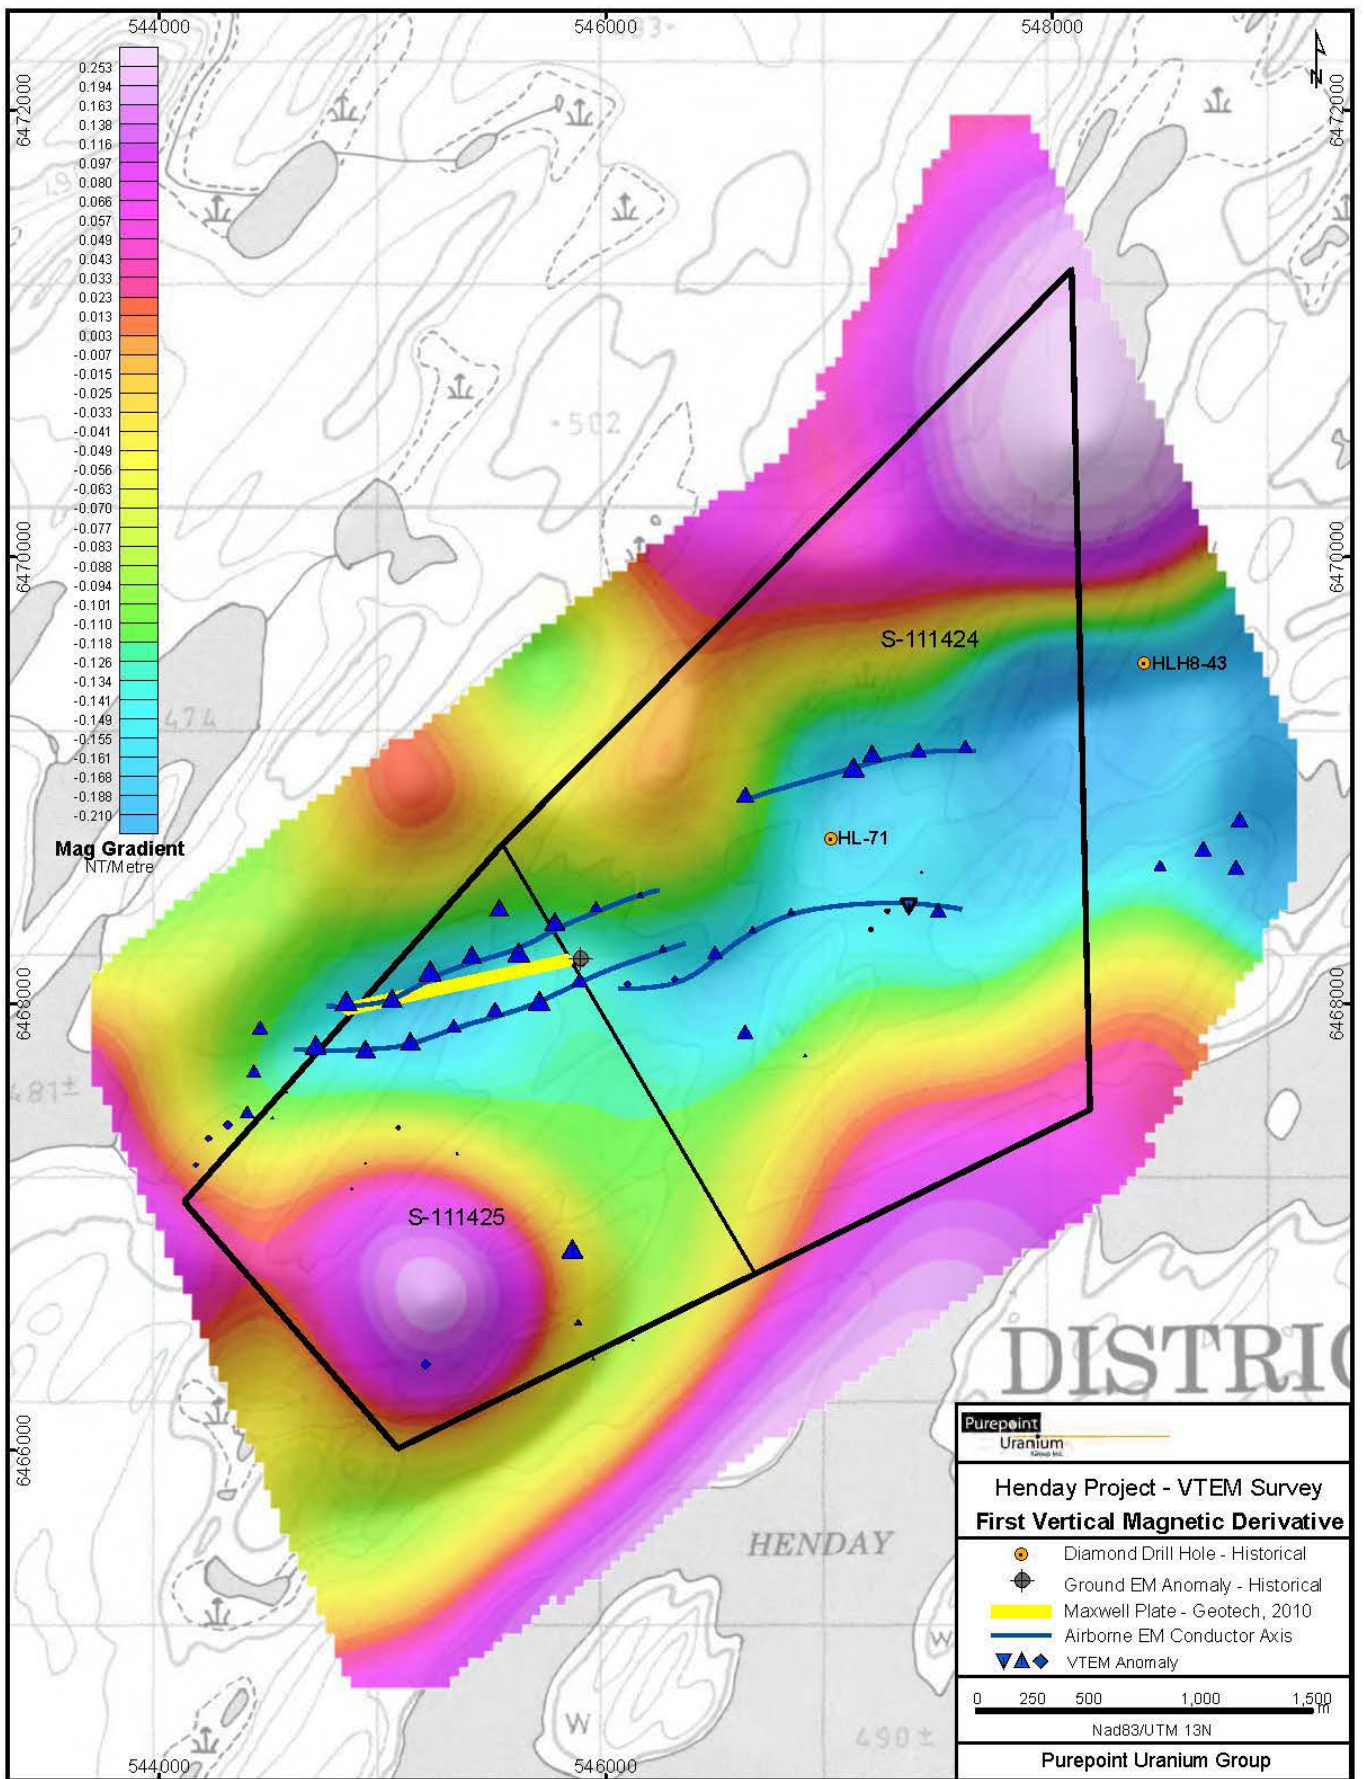 544000
546000
548000
N
6472000
6472000
0.253
0.194
0.163
0.138
0.116
0.097
0.080
0.066
0.057
0.049
0.043
0.033
0.023
0.013
0.003
-0.007
-0.015
-0.025
-0.033
-0.041
-0.049
-0.056
-0.063
-0.070
-0.077
-0.083
-0.088
-0.094
-0.101
-0.110
-0.118
-0.126
-0.134
-0.141
-0.149
-0.155
-0.161
-0.168
-0.188
-0.210
Mag Gradient
NT/Metre
502
6470000
6470000
S-111424
HLH8-43
474
HL-71
6468000
6468000
W
481±
S-111425
DISTRIC
6466000
HENDAY
W
W
490±
Purepoint
Uranium
Group Inc.
Henday Project - VTEM Survey
First Vertical Magnetic Derivative
Diamond Drill Hole - Historical
Ground EM Anomaly - Historical
Maxwell Plate - Geotech, 2010
Airborne EM Conductor Axis
VTEM Anomaly
0 250 500 1,000 1,500
m
Nad83/UTM 13N
Purepoint Uranium Group
544000
546000